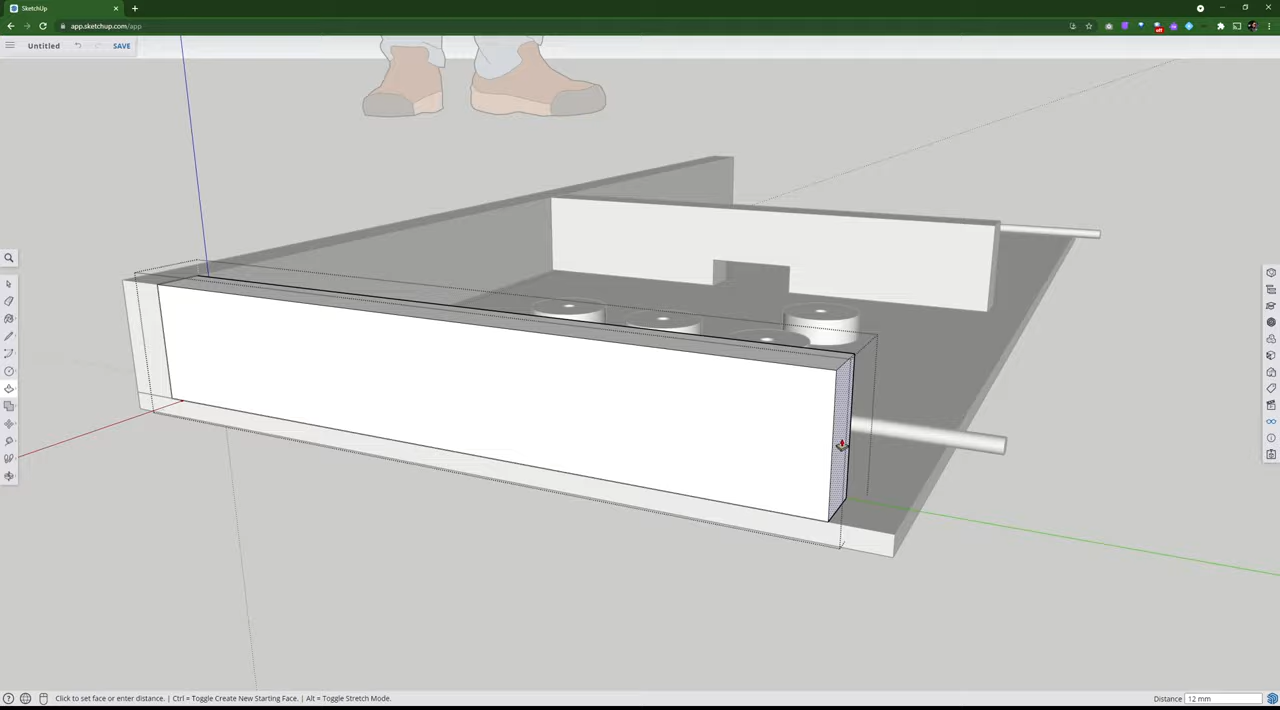 SketchUp
app.sketchup.com/app
Untitled
SAVE
Click to set face or enter distance. | Ctrl = Toggle Create New Starting Face. | Alt = Toggle Stretch Mode.
Distance 12 mm